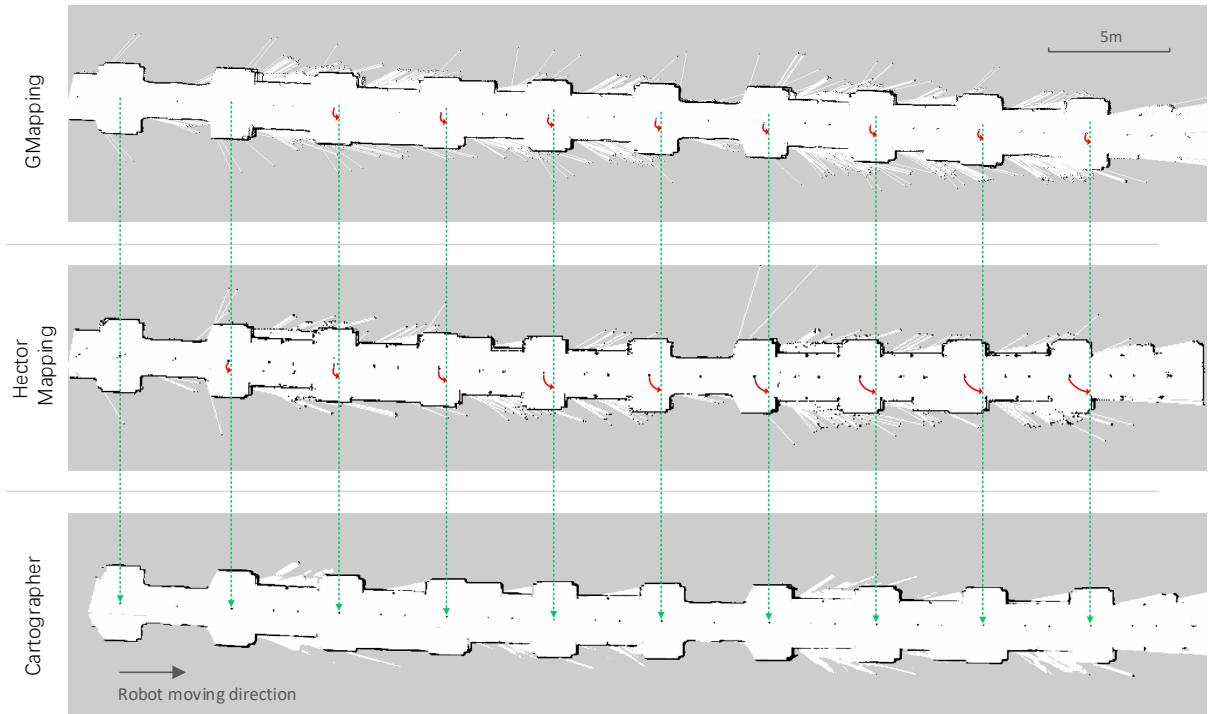 5m
GMapping
Hector
Mapping
Cartographer
Robot moving direction